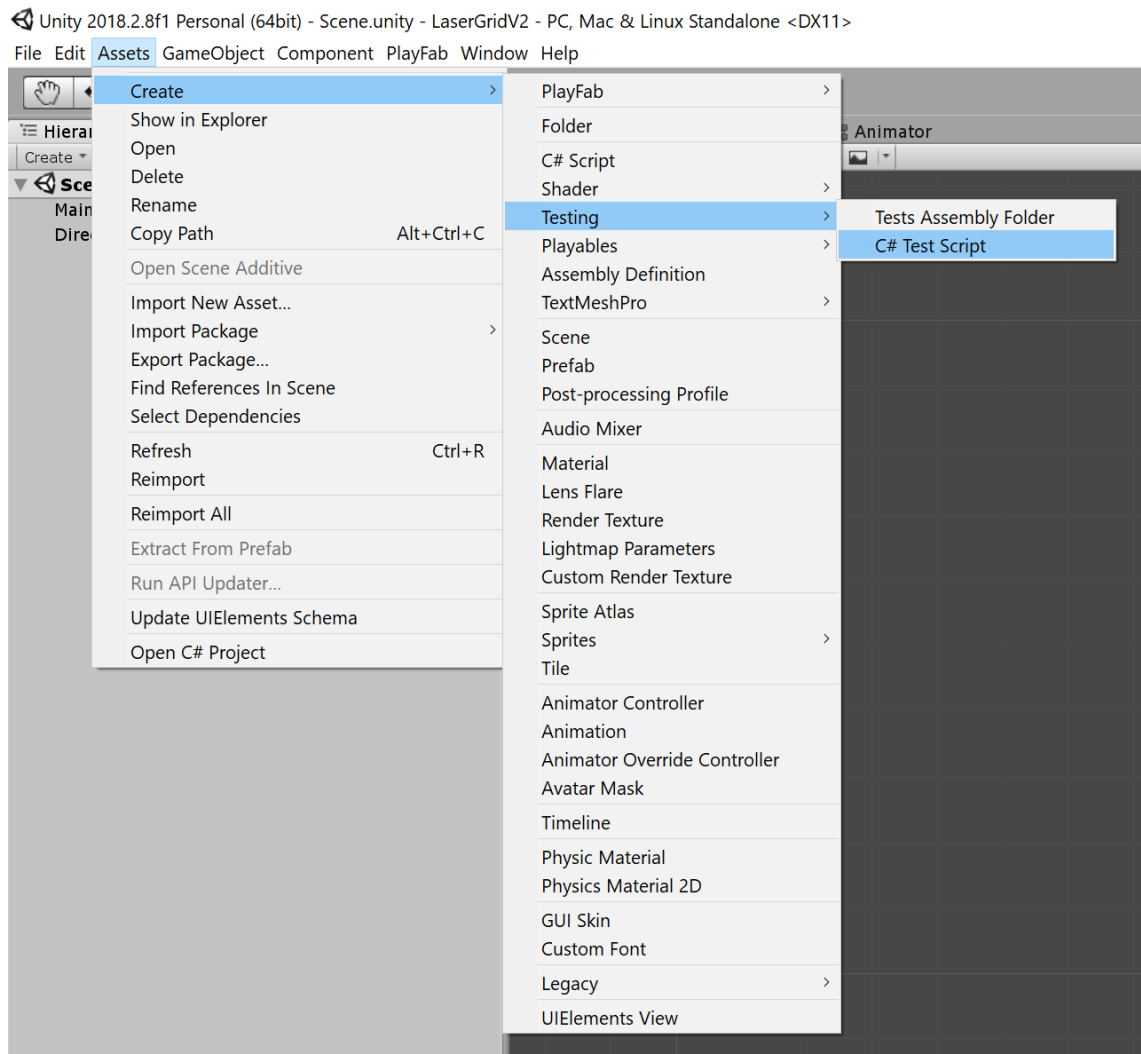 Unity 2018.2.8f1 Personal (64bit) - Scene.unity - LaserGridV2 - PC, Mac & Linux Standalone <DX11>
File Edit Assets GameObject Component PlayFab Window Help
Hierar
Create
Sce
Main
Dire
Create
Show in Explorer
Open
Delete
Rename
Copy Path Alt+Ctrl+C
Open Scene Additive
Import New Asset...
Import Package
Export Package...
Find References In Scene
Select Dependencies
Refresh Ctrl+R
Reimport
Reimport All
Extract From Prefab
Run API Updater...
Update UIElements Schema
Open C# Project
PlayFab
Folder
C# Script
Shader
Testing
Playables
Assembly Definition
TextMeshPro
Scene
Prefab
Post-processing Profile
Audio Mixer
Material
Lens Flare
Render Texture
Lightmap Parameters
Custom Render Texture
Sprite Atlas
Sprites
Tile
Animator Controller
Animation
Animator Override Controller
Avatar Mask
Timeline
Physic Material
Physics Material 2D
GUI Skin
Custom Font
Legacy
UIElements View
Animator
Tests Assembly Folder
C# Test Script